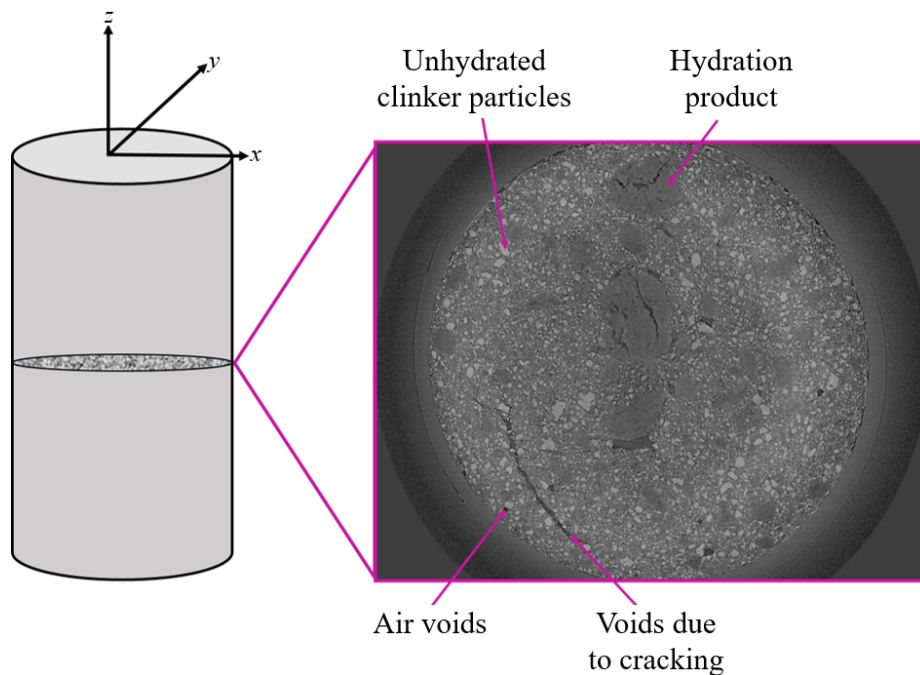 z
y
x
Unhydrated
clinker particles
Hydration
product
Air voids
Voids due
to cracking